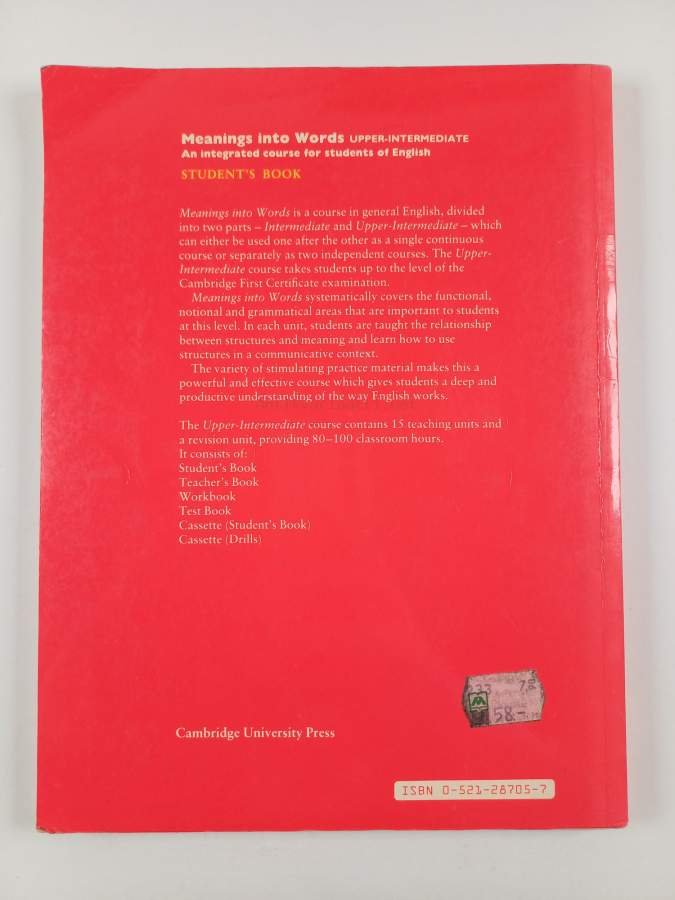 Meanings into Words UPPER-INTERMEDIATE
An integrated course for students of English
STUDENT'S BOOK
Meanings into Words is a course in general English, divided
into two parts – Intermediate and Upper-Intermediate – which
can either be used one after the other as a single continuous
course or separately as two independent courses. The Upper-
Intermediate course takes students up to the level of the
Cambridge First Certificate examination.
Meanings into Words systematically covers the functional,
notional and grammatical areas that are important to students
at this level. In each unit, students are taught the relationship
between structures and meaning and learn how to use
structures in a communicative context.
The variety of stimulating practice material makes this a
powerful and effective course which gives students a deep and
productive understanding of the way English works.
The Upper-Intermediate course contains 15 teaching units and
a revision unit, providing 80–100 classroom hours.
It consists of:
Student's Book
Teacher's Book
Workbook
Test Book
Cassette (Student's Book)
Cassette (Drills)
58.-
Cambridge University Press
ISBN 0-521-28705-7